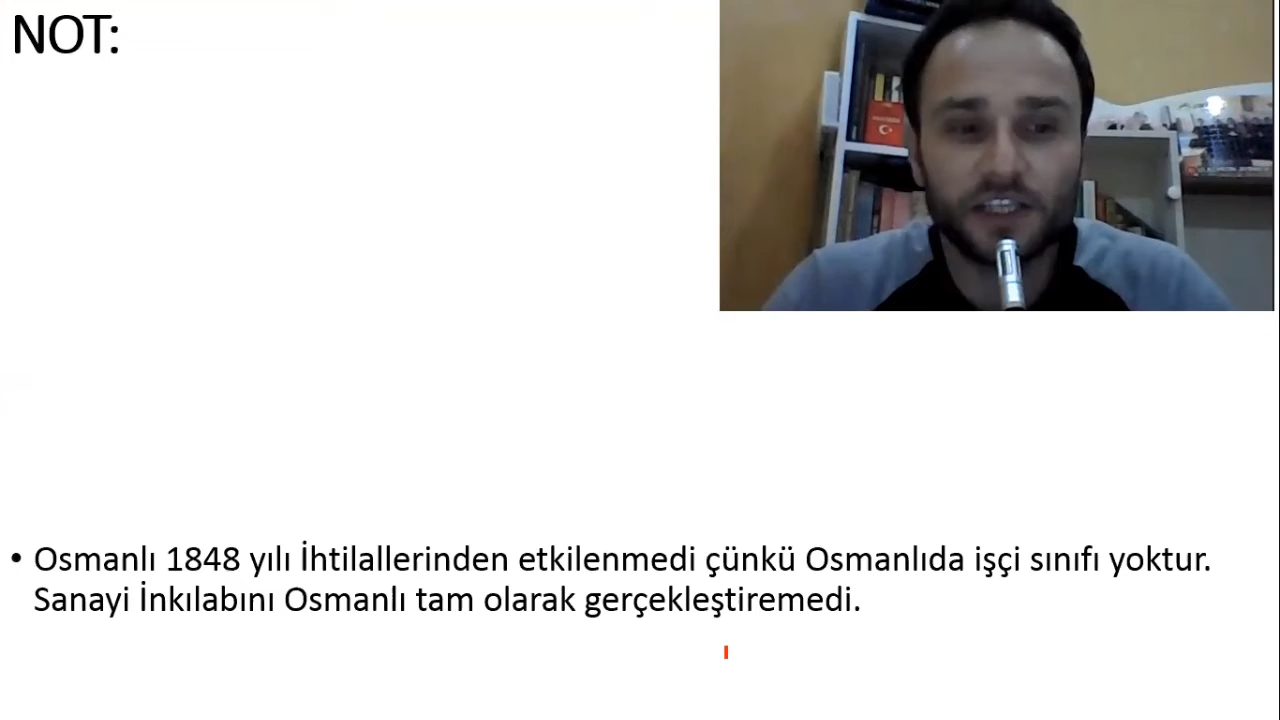 NOT:
• Osmanlı 1848 yılı İhtilallerinden etkilenmedi çünkü Osmanlıda işçi sınıfı yoktur.
Sanayi İnkılabını Osmanlı tam olarak gerçekleştiremedi.